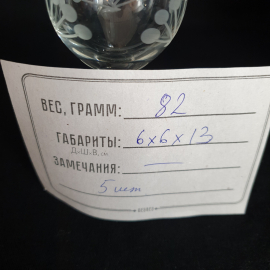 ВЕС, ГРАММ: 82
ГАБАРИТЫ: 6х6х13
Д-Ш-В, см
ЗАМЕЧАНИЯ: —
5 шт